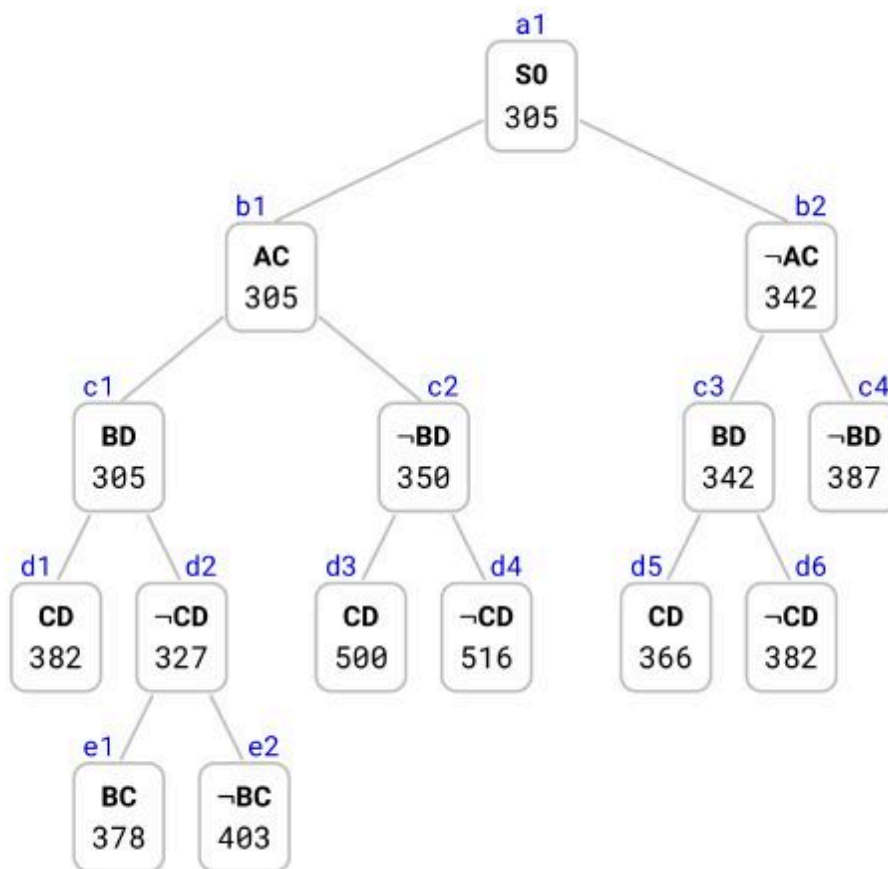 a1
S0
305
b1 b2
AC ¬AC
305 342
c1 c2 c3 c4
BD ¬BD BD ¬BD
305 350 342 387
d1 d2 d3 d4 d5 d6
CD ¬CD CD ¬CD CD ¬CD
382 327 500 516 366 382
e1 e2
BC ¬BC
378 403